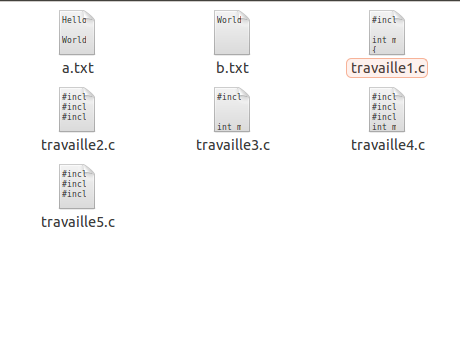 Hello
World
a.txt
World
b.txt
#incl
int m
{
travaille1.c
#incl
#incl
#incl
travaille2.c
#incl
int m
travaille3.c
#incl
#incl
#incl
int m
travaille4.c
#incl
#incl
#incl
travaille5.c